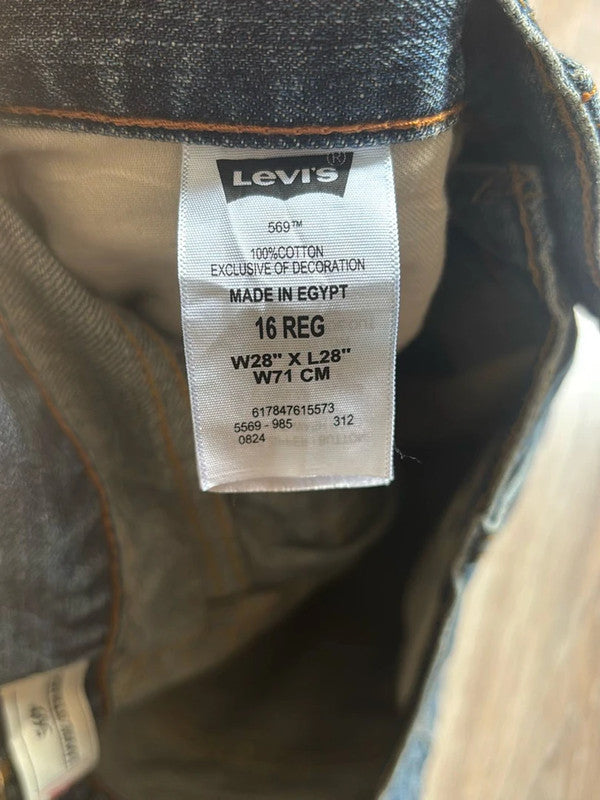 Levi's ®
569™
100%COTTON
EXCLUSIVE OF DECORATION
MADE IN EGYPT
16 REG
W28" X L28"
W71 CM
617847615573
5569 - 985 312
0824